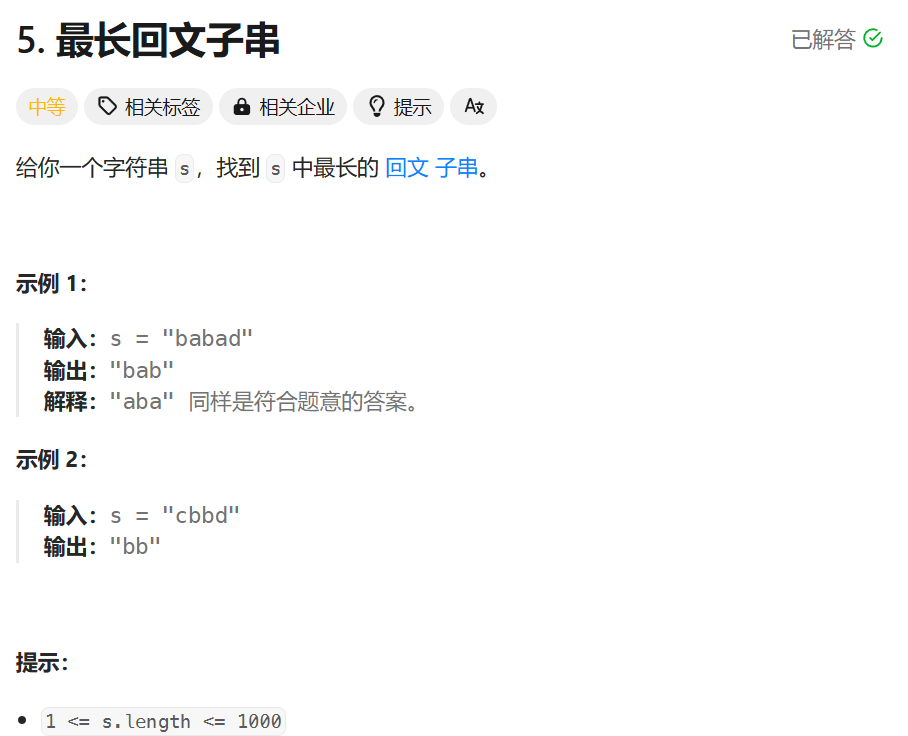 5. 最长回文子串
已解答
中等 相关标签 相关企业 提示
给你一个字符串 s，找到 s 中最长的 回文 子串。
示例 1：
输入：s = "babad"
输出："bab"
解释："aba" 同样是符合题意的答案。
示例 2：
输入：s = "cbbd"
输出："bb"
提示：
• 1 <= s.length <= 1000